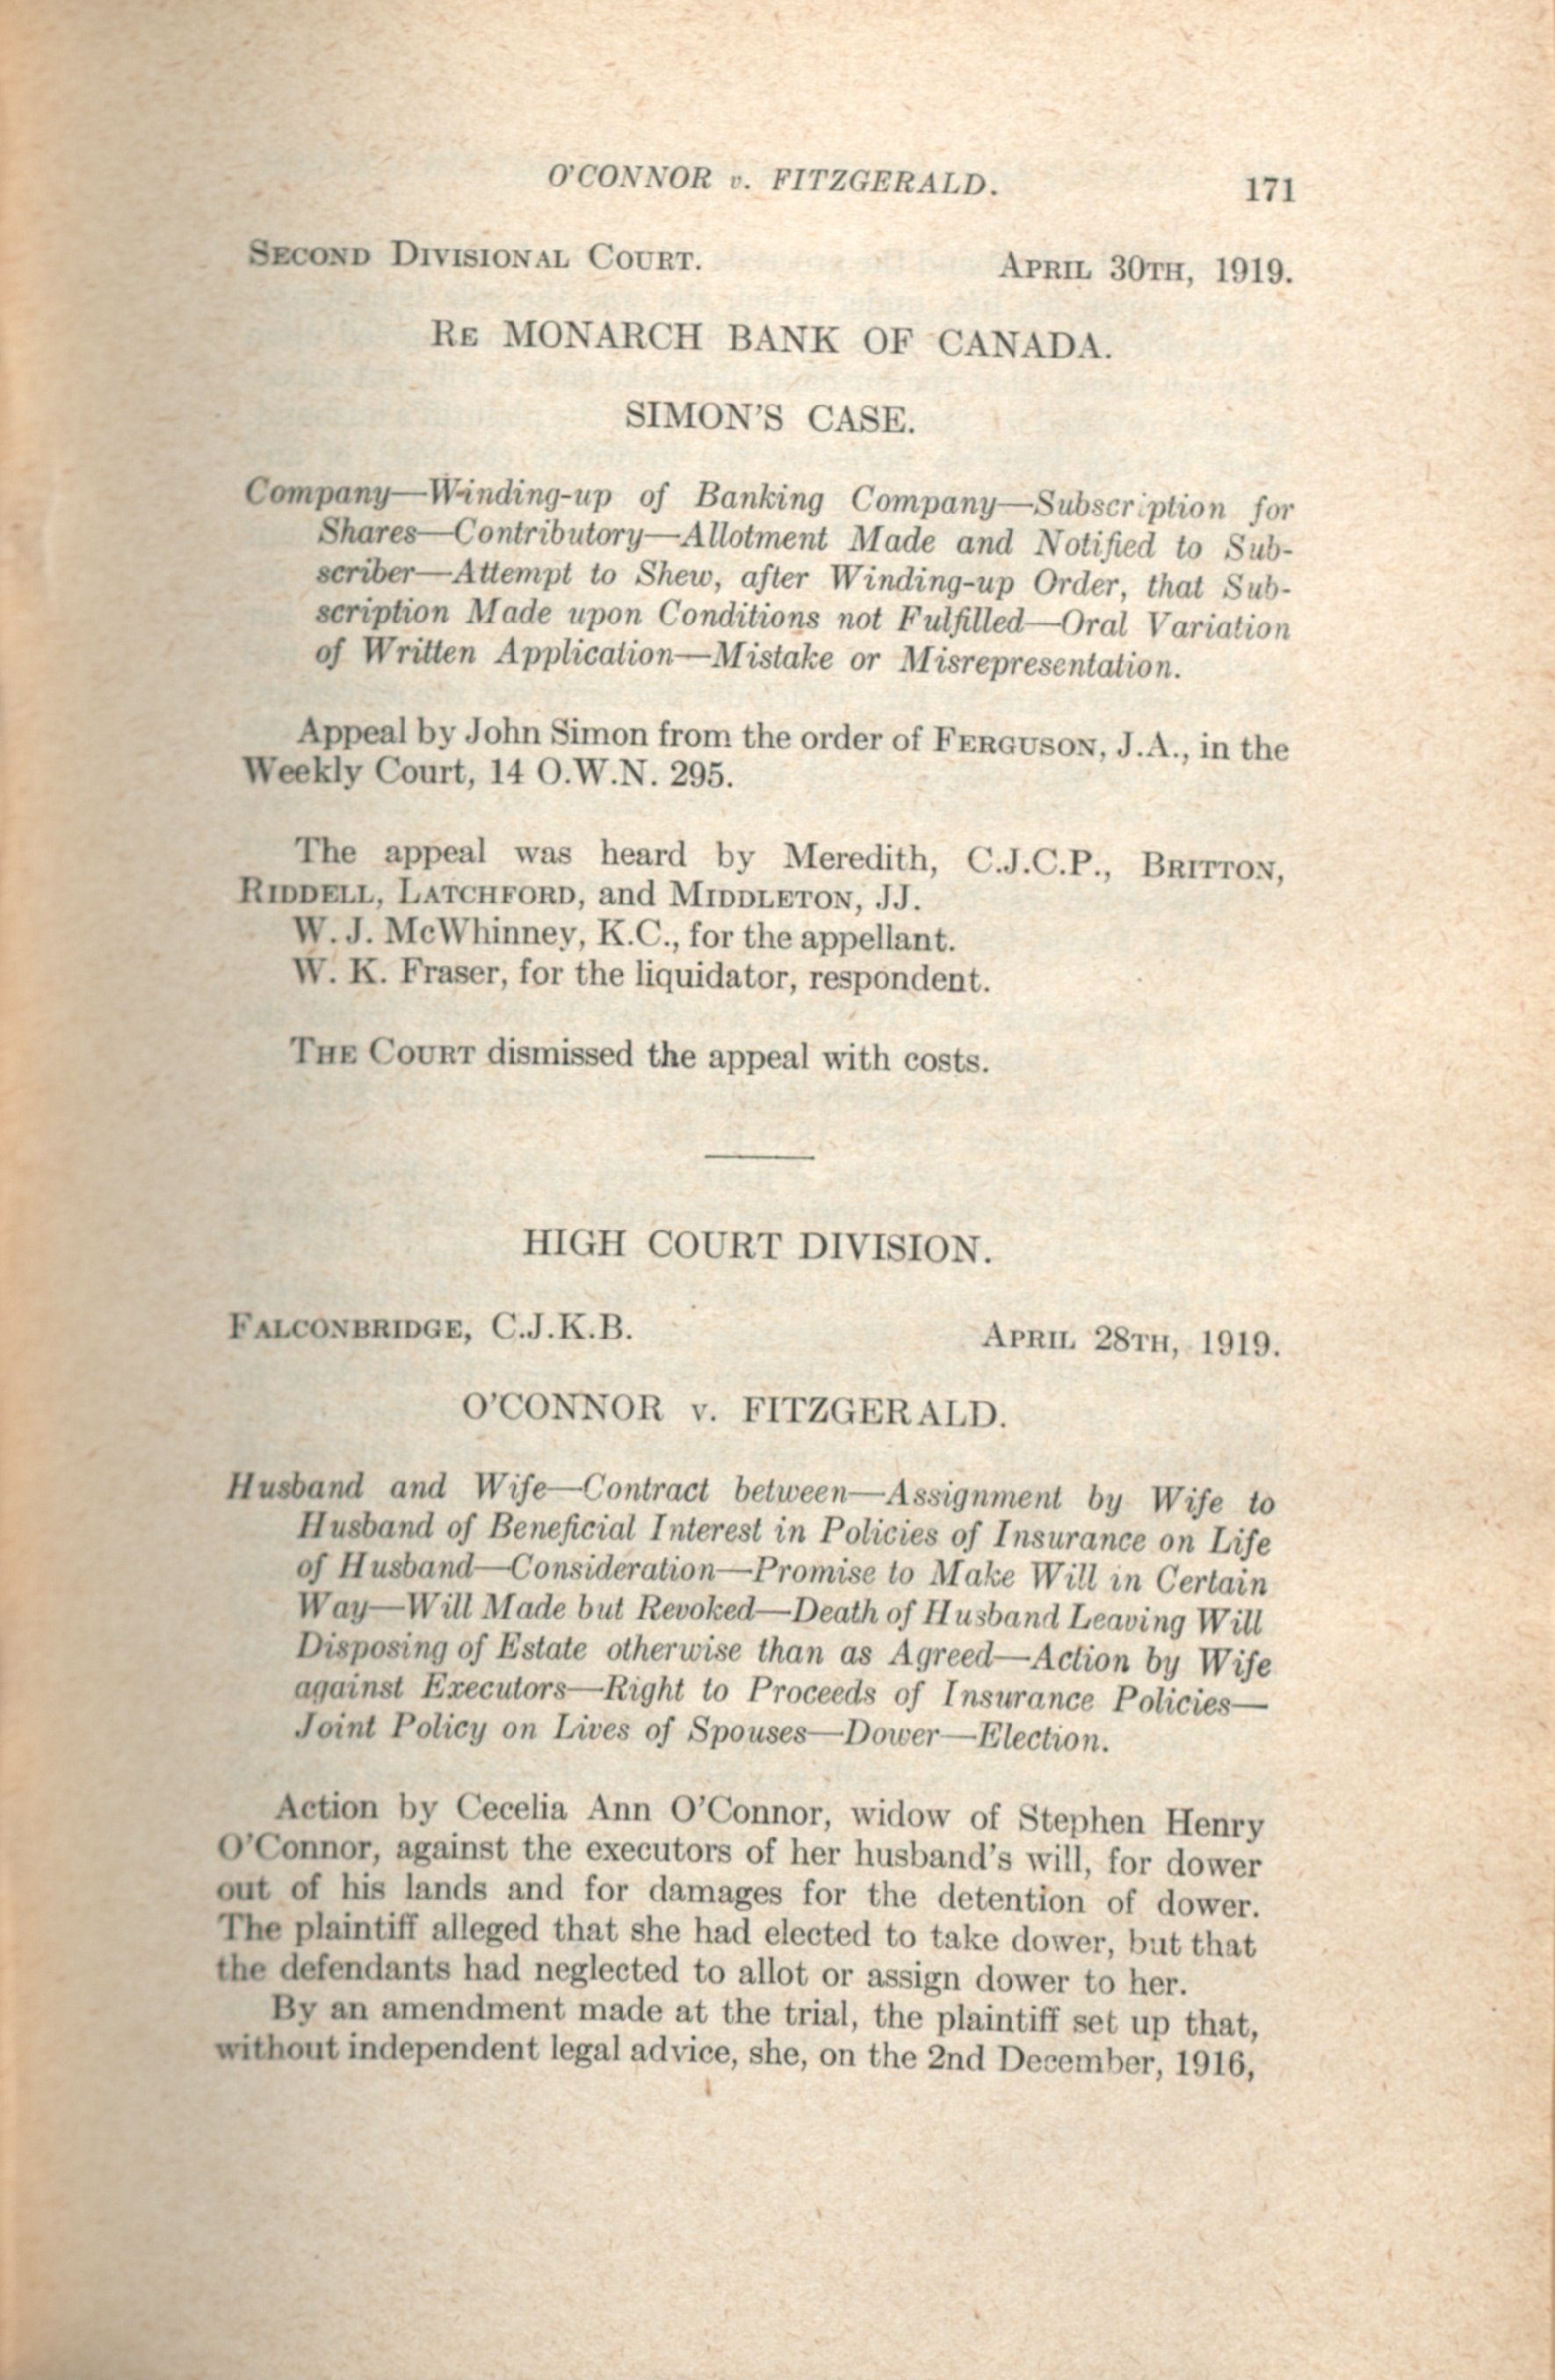 O'CONNOR v. FITZGERALD. 171
SECOND DIVISIONAL COURT. APRIL 30TH, 1919.
RE MONARCH BANK OF CANADA.
SIMON'S CASE.
Company—Winding-up of Banking Company—Subscription for
Shares—Contributory—Allotment Made and Notified to Sub-
scriber—Attempt to Shew, after Winding-up Order, that Sub-
scription Made upon Conditions not Fulfilled—Oral Variation
of Written Application—Mistake or Misrepresentation.
Appeal by John Simon from the order of FERGUSON, J.A., in the
Weekly Court, 14 O.W.N. 295.
The appeal was heard by Meredith, C.J.C.P., BRITTON,
RIDDELL, LATCHFORD, and MIDDLETON, JJ.
W. J. McWhinney, K.C., for the appellant.
W. K. Fraser, for the liquidator, respondent.
THE COURT dismissed the appeal with costs.
HIGH COURT DIVISION.
FALCONBRIDGE, C.J.K.B. APRIL 28TH, 1919.
O'CONNOR v. FITZGERALD.
Husband and Wife—Contract between—Assignment by Wife to
Husband of Beneficial Interest in Policies of Insurance on Life
of Husband—Consideration—Promise to Make Will in Certain
Way—Will Made but Revoked—Death of Husband Leaving Will
Disposing of Estate otherwise than as Agreed—Action by Wife
against Executors—Right to Proceeds of Insurance Policies—
Joint Policy on Lives of Spouses—Dower—Election.
Action by Cecelia Ann O'Connor, widow of Stephen Henry
O'Connor, against the executors of her husband's will, for dower
out of his lands and for damages for the detention of dower.
The plaintiff alleged that she had elected to take dower, but that
the defendants had neglected to allot or assign dower to her.
By an amendment made at the trial, the plaintiff set up that,
without independent legal advice, she, on the 2nd December, 1916,